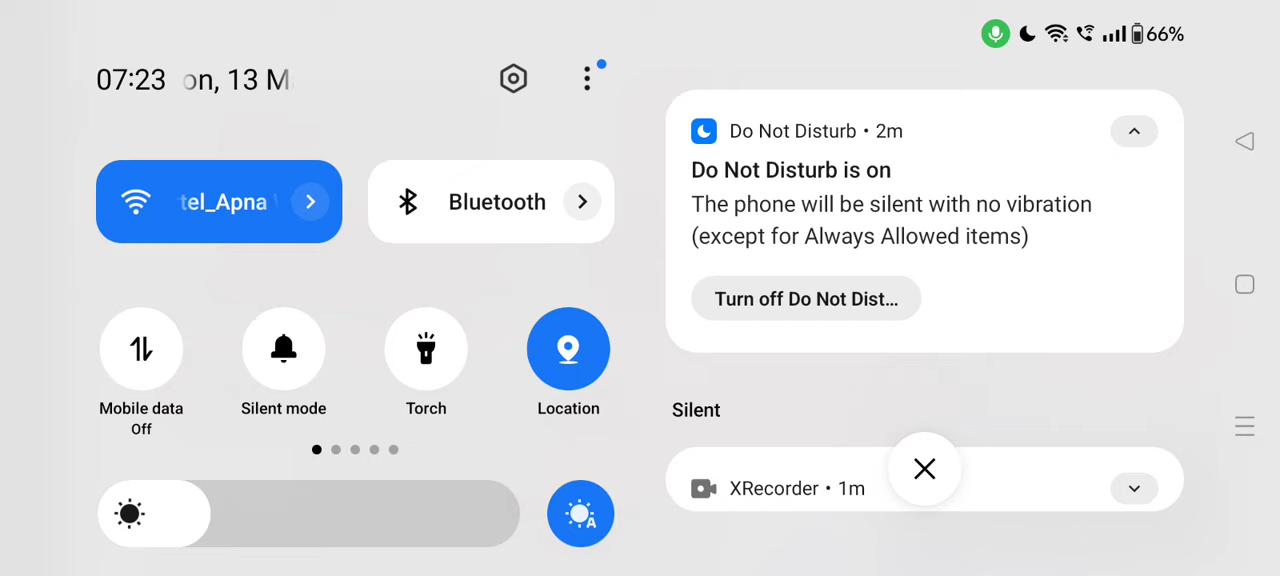 66%
07:23 on, 13 M
tel_Apna
Bluetooth
Mobile data
Off
Silent mode
Torch
Location
Do Not Disturb • 2m
Do Not Disturb is on
The phone will be silent with no vibration
(except for Always Allowed items)
Turn off Do Not Dist...
Silent
XRecorder • 1m